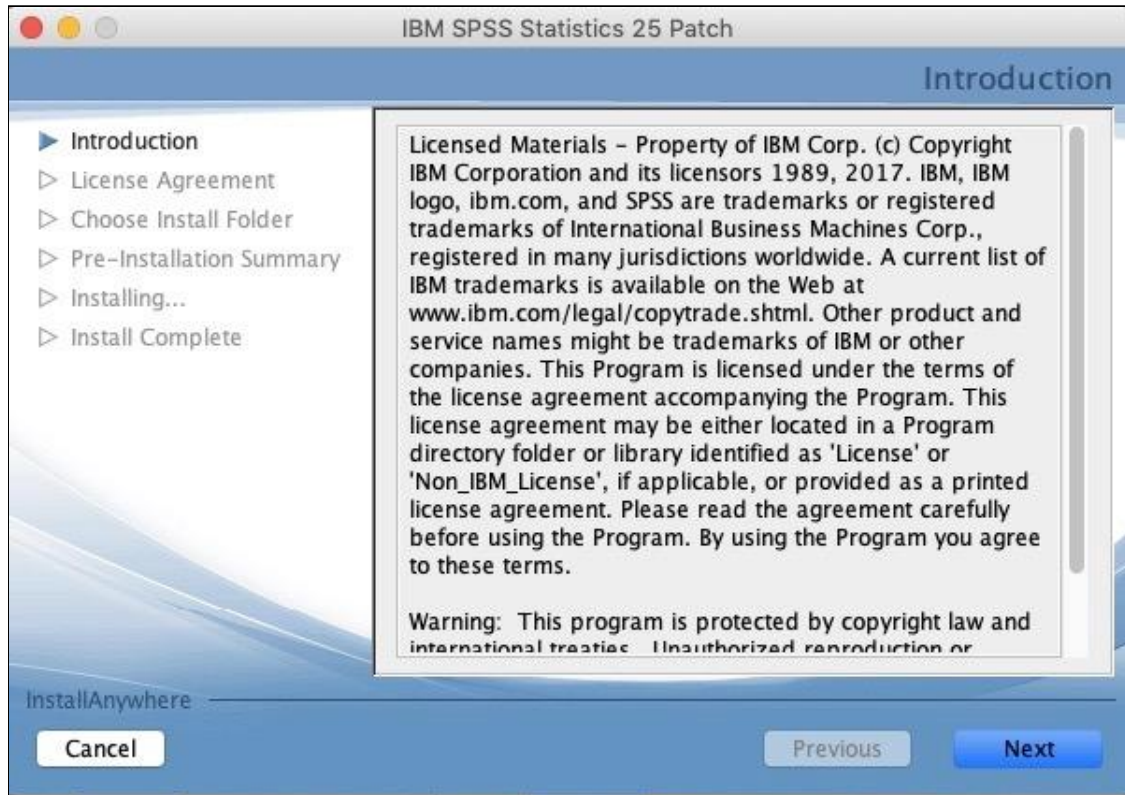 IBM SPSS Statistics 25 Patch
Introduction
Introduction
License Agreement
Choose Install Folder
Pre-Installation Summary
Installing...
Install Complete
Licensed Materials - Property of IBM Corp. (c) Copyright
IBM Corporation and its licensors 1989, 2017. IBM, IBM
logo, ibm.com, and SPSS are trademarks or registered
trademarks of International Business Machines Corp.,
registered in many jurisdictions worldwide. A current list of
IBM trademarks is available on the Web at
www.ibm.com/legal/copytrade.shtml. Other product and
service names might be trademarks of IBM or other
companies. This Program is licensed under the terms of
the license agreement accompanying the Program. This
license agreement may be either located in a Program
directory folder or library identified as 'License' or
'Non_IBM_License', if applicable, or provided as a printed
license agreement. Please read the agreement carefully
before using the Program. By using the Program you agree
to these terms.
Warning: This program is protected by copyright law and
international treaties. Unauthorized reproduction or
InstallAnywhere
Cancel
Previous
Next